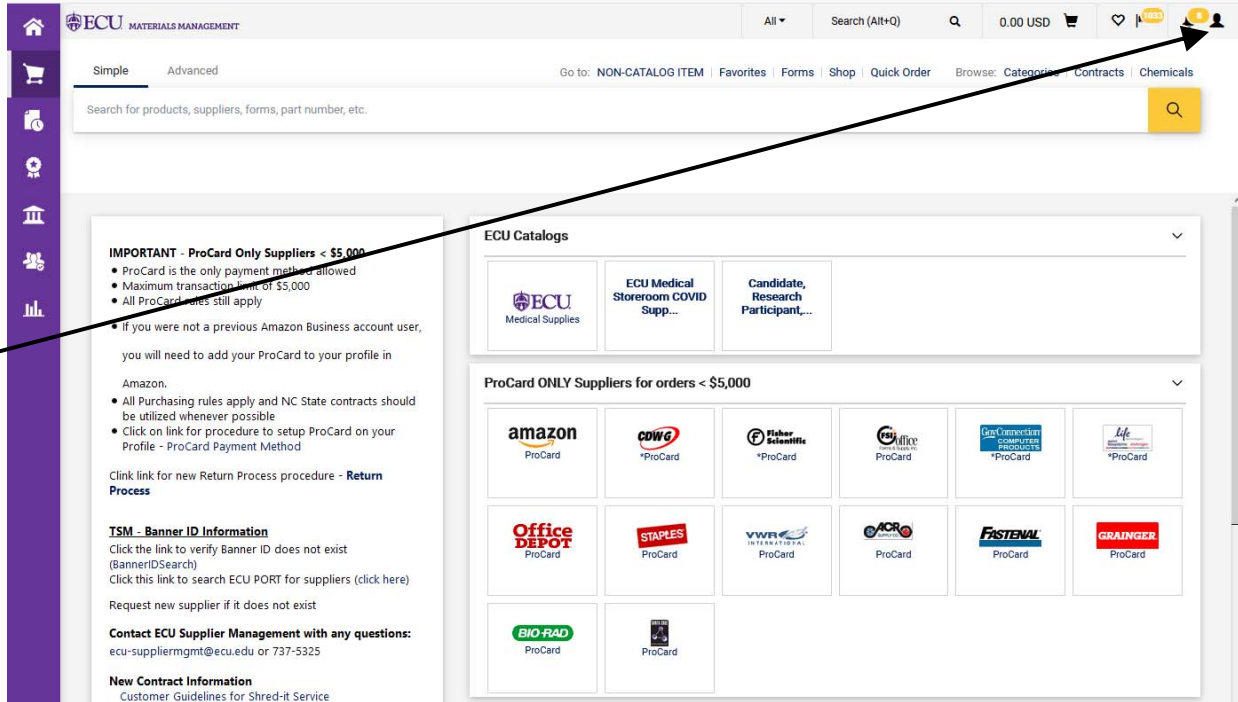 ECU MATERIALS MANAGEMENT
All
Search (Alt+Q)
0.00 USD
1033
8
Simple
Advanced
Go to: NON-CATALOG ITEM | Favorites | Forms | Shop | Quick Order
Browse: Categories | Contracts | Chemicals
Search for products, suppliers, forms, part number, etc.
IMPORTANT - ProCard Only Suppliers < $5,000
• ProCard is the only payment method allowed
• Maximum transaction limit of $5,000
• All ProCard rules still apply
• If you were not a previous Amazon Business account user,
you will need to add your ProCard to your profile in
Amazon.
• All Purchasing rules apply and NC State contracts should
be utilized whenever possible
• Click on link for procedure to setup ProCard on your
Profile - ProCard Payment Method
Clink link for new Return Process procedure - Return
Process
TSM - Banner ID Information
Click the link to verify Banner ID does not exist
(BannerIDSearch)
Click this link to search ECU PORT for suppliers (click here)
Request new supplier if it does not exist
Contact ECU Supplier Management with any questions:
ecu-suppliermgmt@ecu.edu or 737-5325
New Contract Information
Customer Guidelines for Shred-it Service
ECU Catalogs
ECU
Medical Supplies
ECU Medical
Storeroom COVID
Supp...
Candidate,
Research
Participant,...
ProCard ONLY Suppliers for orders < $5,000
amazon
ProCard
CDWG
*ProCard
Fisher
Scientific
*ProCard
FSIoffice
ProCard
GovConnection
COMPUTER
PRODUCTS
*ProCard
life
*ProCard
Office
DEPOT
ProCard
STAPLES
ProCard
VWR
INTERNATIONAL
ProCard
ACR
ProCard
FASTENAL
ProCard
GRAINGER
ProCard
BIO-RAD
ProCard
ProCard